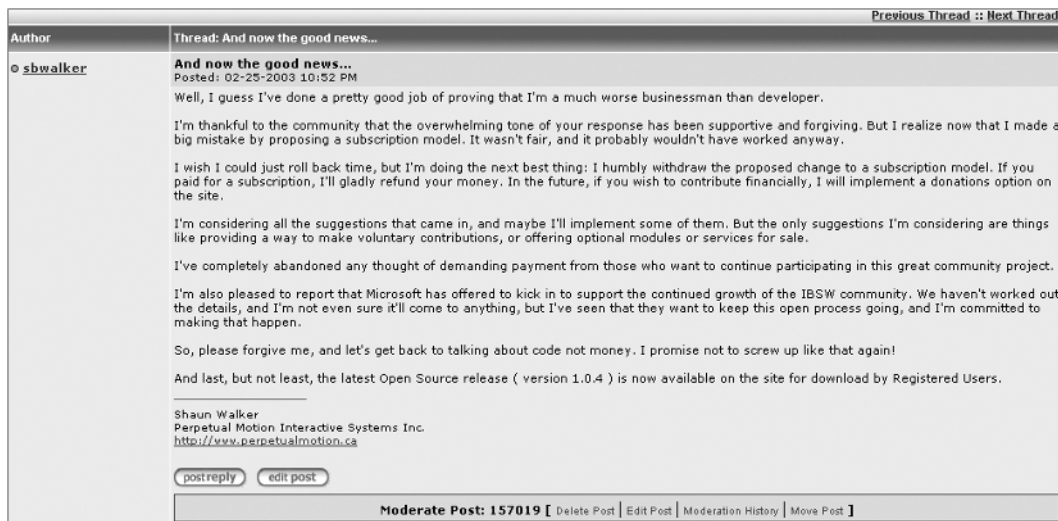 Previous Thread :: Next Thread
Author
Thread: And now the good news...
sbwalker
And now the good news...
Posted: 02-25-2003 10:52 PM
Well, I guess I've done a pretty good job of proving that I'm a much worse businessman than developer.
I'm thankful to the community that the overwhelming tone of your response has been supportive and forgiving. But I realize now that I made a
big mistake by proposing a subscription model. It wasn't fair, and it probably wouldn't have worked anyway.
I wish I could just roll back time, but I'm doing the next best thing: I humbly withdraw the proposed change to a subscription model. If you
paid for a subscription, I'll gladly refund your money. In the future, if you wish to contribute financially, I will implement a donations option on
the site.
I'm considering all the suggestions that came in, and maybe I'll implement some of them. But the only suggestions I'm considering are things
like providing a way to make voluntary contributions, or offering optional modules or services for sale.
I've completely abandoned any thought of demanding payment from those who want to continue participating in this great community project.
I'm also pleased to report that Microsoft has offered to kick in to support the continued growth of the IBSW community. We haven't worked out
the details, and I'm not even sure it'll come to anything, but I've seen that they want to keep this open process going, and I'm committed to
making that happen.
So, please forgive me, and let's get back to talking about code not money. I promise not to screw up like that again!
And last, but not least, the latest Open Source release ( version 1.0.4 ) is now available on the site for download by Registered Users.
Shaun Walker
Perpetual Motion Interactive Systems Inc.
http://www.perpetualmotion.ca
post reply
edit post
Moderate Post: 157019 [ Delete Post | Edit Post | Moderation History | Move Post ]